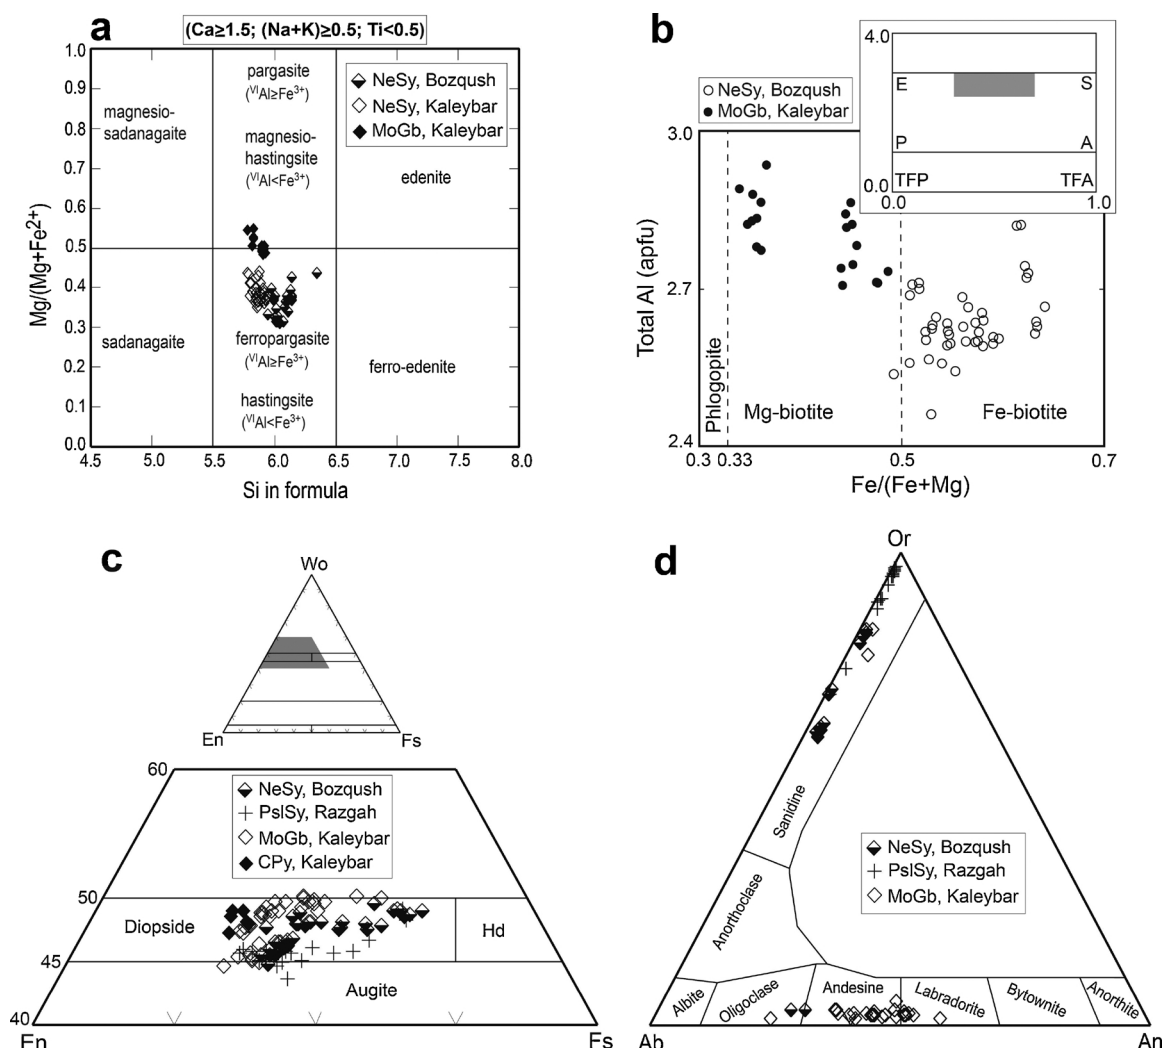 a
(Ca≥1.5; (Na+K)≥0.5; Ti<0.5)
1.0
0.9
0.8
0.7
0.6
0.5
0.4
0.3
0.2
0.1
0.0
Mg/(Mg+Fe2+)
4.5 5.0 5.5 6.0 6.5 7.0 7.5 8.0
Si in formula
pargasite
(VIAl≥Fe3+)
NeSy, Bozqush
NeSy, Kaleybar
MoGb, Kaleybar
magnesio-
sadanagaite
magnesio-
hastingsite
(VIAl<Fe3+)
edenite
sadanagaite
ferropargasite
(VIAl≥Fe3+)
ferro-edenite
hastingsite
(VIAl<Fe3+)
b
NeSy, Bozqush
MoGb, Kaleybar
4.0
E S
P A
TFP TFA
0.0
0.0 1.0
3.0
2.7
2.4
Total Al (apfu)
Phlogopite
Mg-biotite
Fe-biotite
0.3 0.33 0.5 0.7
Fe/(Fe+Mg)
c
Wo
En Fs
60
NeSy, Bozqush
PslSy, Razgah
MoGb, Kaleybar
CPy, Kaleybar
50
Diopside
Hd
45
Augite
40
En Fs
d
Or
Sanidine
NeSy, Bozqush
PslSy, Razgah
MoGb, Kaleybar
Anorthoclase
Albite
Oligoclase
Andesine
Labradorite
Bytownite
Anorthite
Ab An